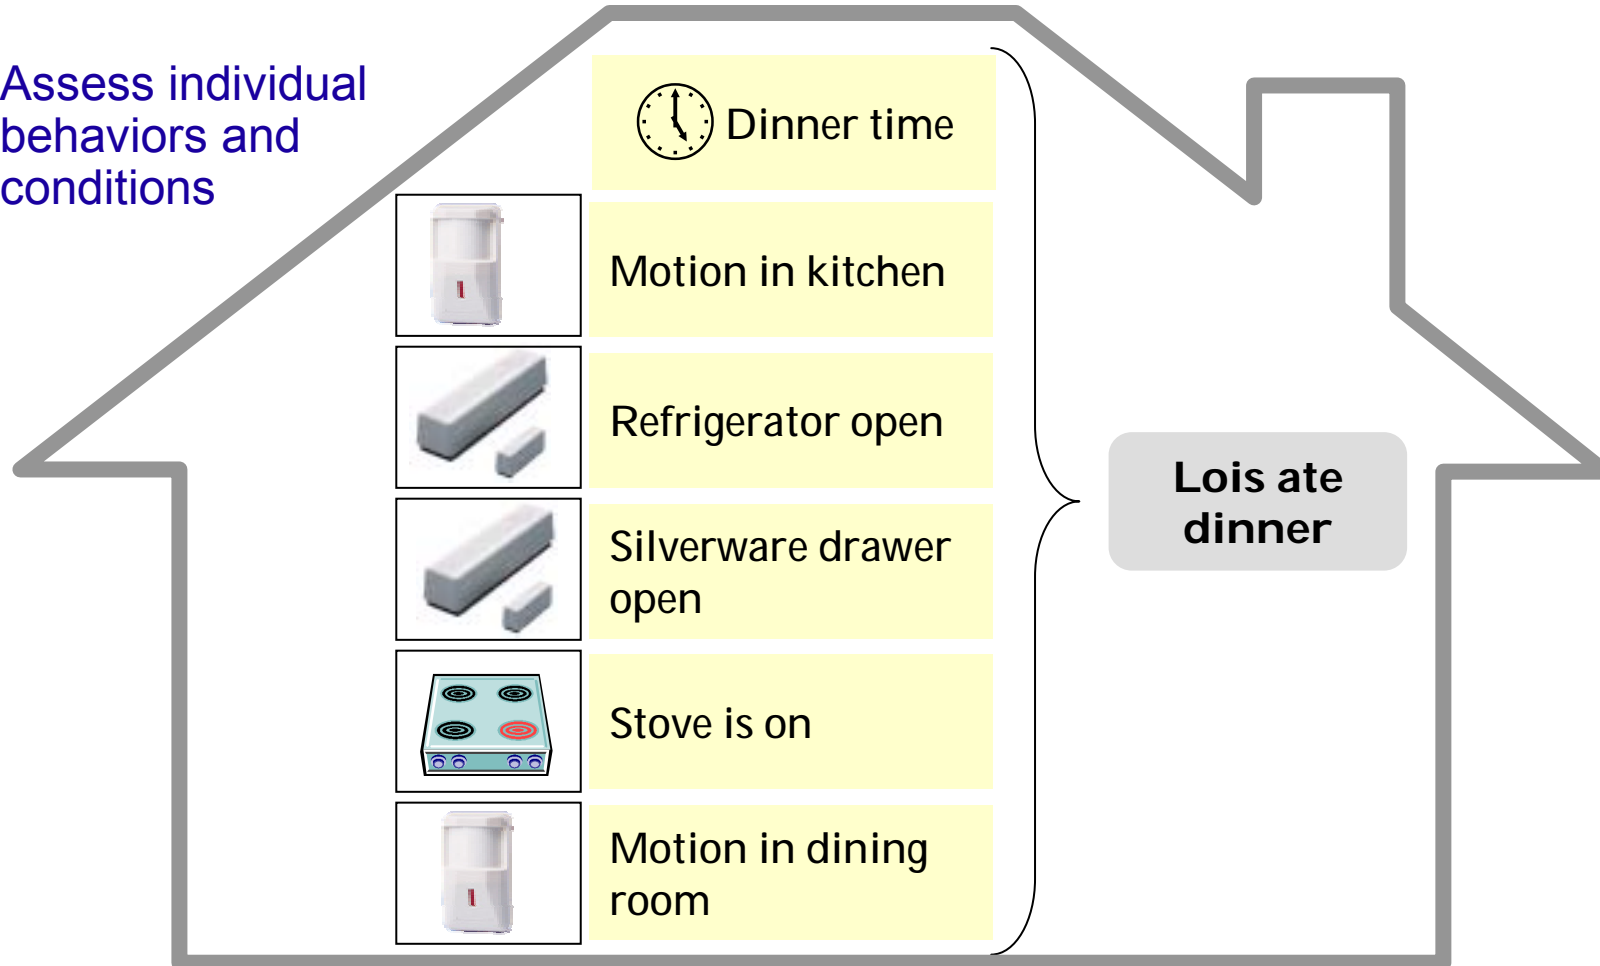 Assess individual
behaviors and
conditions
Dinner time
Motion in kitchen
Refrigerator open
Silverware drawer
open
Stove is on
Motion in dining
room
Lois ate
dinner